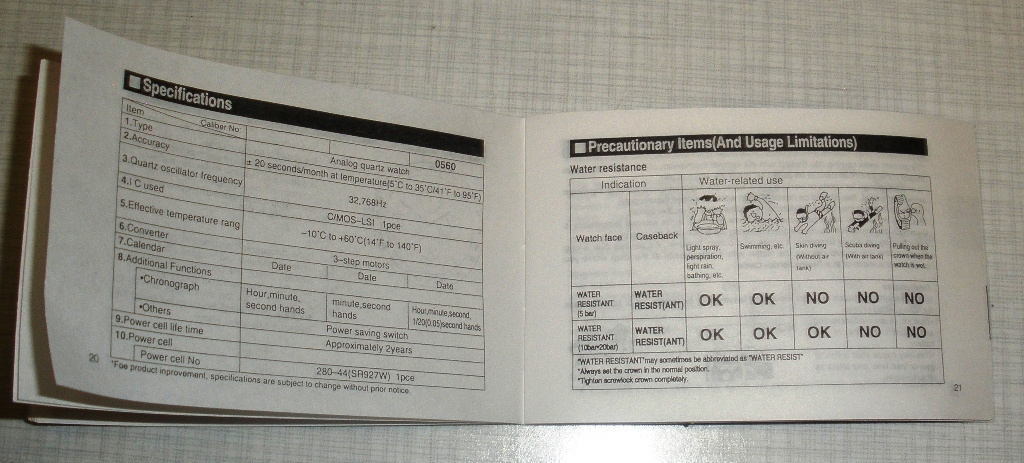 ■Specifications
Item Caliber No.
0560
1.Type Analog quartz watch
2.Accuracy ± 20 seconds/month at temperature(5˚C to 35˚C/41˚F to 95˚F)
3.Quartz oscillator frequency 32,768Hz
4.I C used C/MOS-LSI 1pce
5.Effective temperature rang -10˚C to +60˚C(14˚F to 140˚F)
6.Converter 3-step motors
7.Calendar Date Date Date
8.Additional Functions
•Chronograph Hour,minute, second hands minute,second hands Hour,minute,second, 1/20(0.05)second hands
•Others Power saving switch
9.Power cell life time Approximately 2years
10.Power cell
Power cell No 280-44(SR927W) 1pce
*Foe product inprovement, specifications are subject to change without prior notice.
20
■Precautionary Items(And Usage Limitations)
Water resistance
Indication Water-related use
Watch face Caseback
Light spray,
perspiration,
light rain,
bathing, etc.
Swimming, etc.
Skin diving
(Without air
tank)
Scuba diving
(With air tank)
Pulling out the
crown when the
watch is wet.
WATER
RESISTANT
(5 bar)
WATER
RESIST(ANT)
OK OK NO NO NO
WATER
RESISTANT
(10bar•20bar)
WATER
RESIST(ANT)
OK OK OK NO NO
*"WATER RESISTANT"may sometimes be abbreviated as "WATER RESIST"
*Always set the crown in the normal position.
*Tighten screwlock crown completely.
21